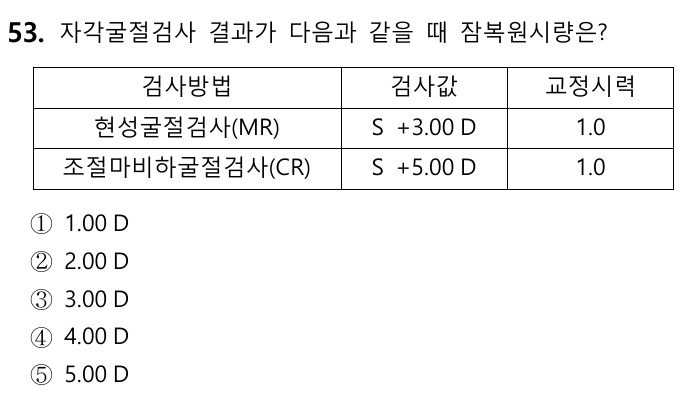 53. 자각굴절검사 결과가 다음과 같을 때 잠복원시량은?
검사방법 검사값 교정시력
현성굴절검사(MR) S +3.00 D 1.0
조절마비하굴절검사(CR) S +5.00 D 1.0
① 1.00 D
② 2.00 D
③ 3.00 D
④ 4.00 D
⑤ 5.00 D